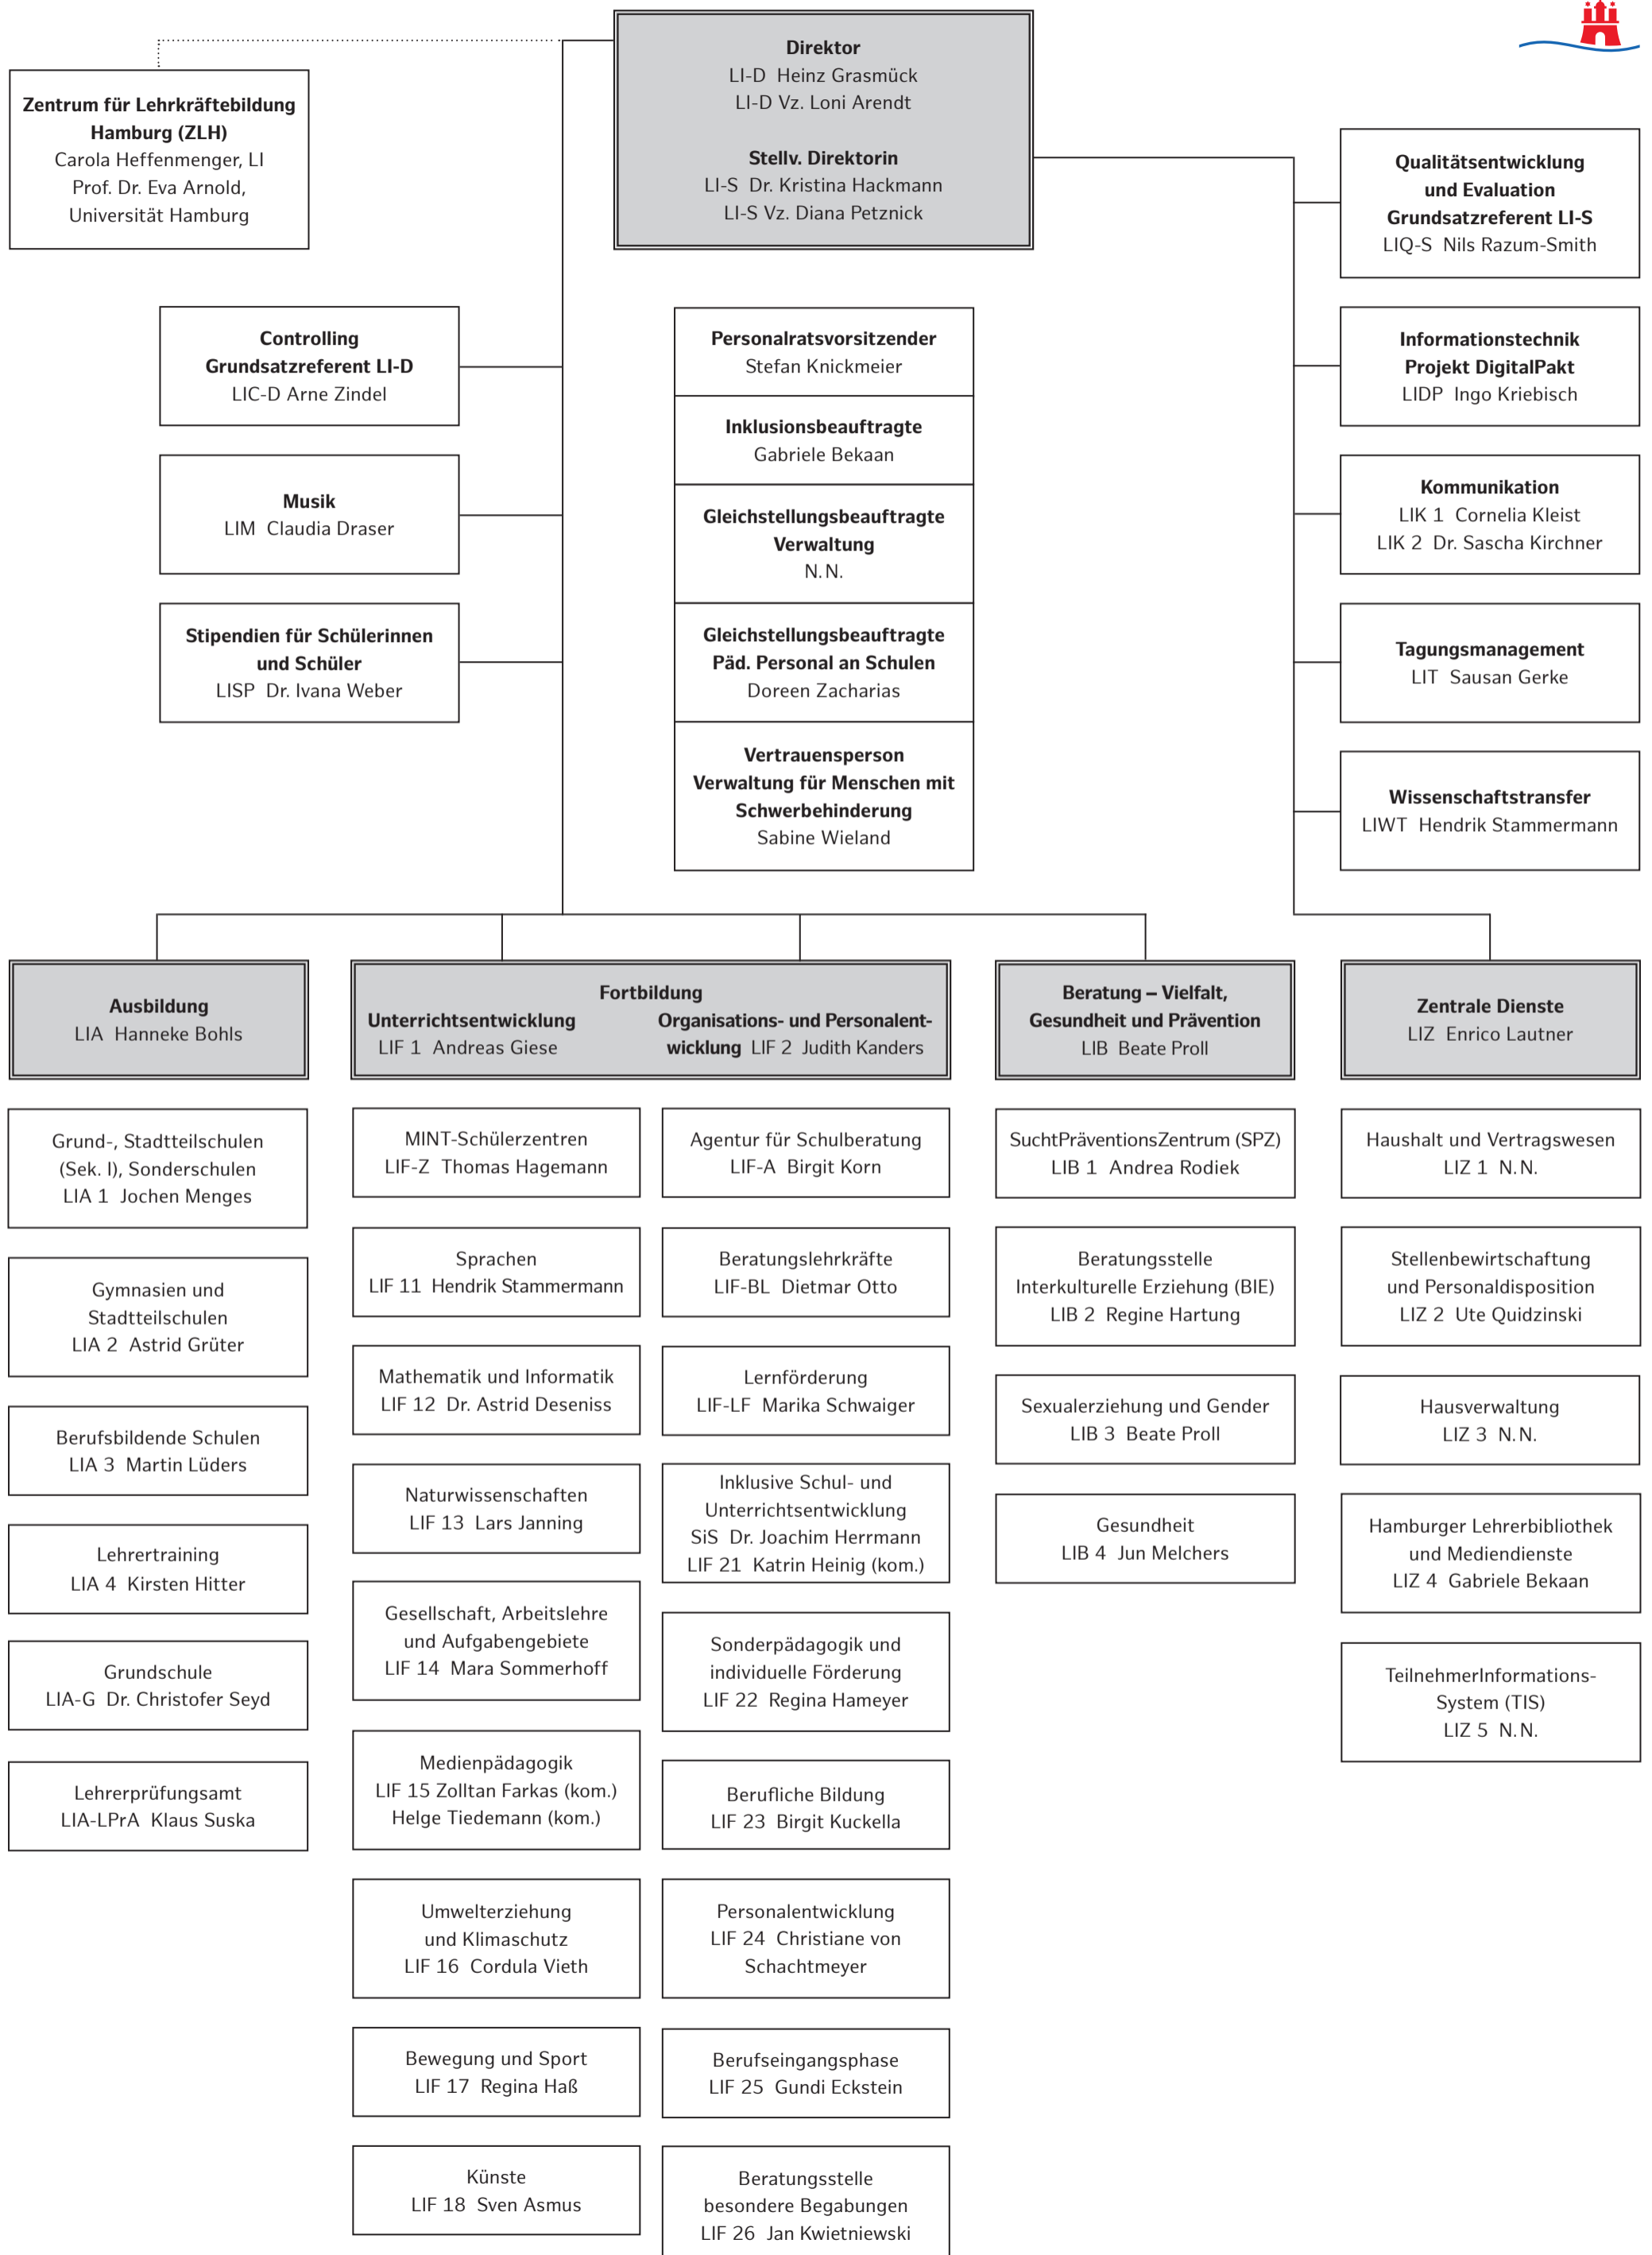 Direktor
LI-D Heinz Grasmück
LI-D Vz. Loni Arendt
Stellv. Direktorin
LI-S Dr. Kristina Hackmann
LI-S Vz. Diana Petznick
Zentrum für Lehrkräftebildung
Hamburg (ZLH)
Carola Heffenmenger, LI
Prof. Dr. Eva Arnold,
Universität Hamburg
Qualitätsentwicklung
und Evaluation
Grundsatzreferent LI-S
LIQ-S Nils Razum-Smith
Controlling
Grundsatzreferent LI-D
LIC-D Arne Zindel
Musik
LIM Claudia Draser
Stipendien für Schülerinnen
und Schüler
LISP Dr. Ivana Weber
Personalratsvorsitzender
Stefan Knickmeier
Inklusionsbeauftragte
Gabriele Bekaan
Gleichstellungsbeauftragte
Verwaltung
N. N.
Gleichstellungsbeauftragte
Päd. Personal an Schulen
Doreen Zacharias
Vertrauensperson
Verwaltung für Menschen mit
Schwerbehinderung
Sabine Wieland
Informationstechnik
Projekt DigitalPakt
LIDP Ingo Kriebisch
Kommunikation
LIK 1 Cornelia Kleist
LIK 2 Dr. Sascha Kirchner
Tagungsmanagement
LIT Sausan Gerke
Wissenschaftstransfer
LIWT Hendrik Stammermann
Ausbildung
LIA Hanneke Bohls
Grund-, Stadtteilschulen
(Sek. I), Sonderschulen
LIA 1 Jochen Menges
Gymnasien und
Stadtteilschulen
LIA 2 Astrid Grüter
Berufsbildende Schulen
LIA 3 Martin Lüders
Lehrertraining
LIA 4 Kirsten Hitter
Grundschule
LIA-G Dr. Christofer Seyd
Lehrerprüfungsamt
LIA-LPrA Klaus Suska
Fortbildung
Unterrichtsentwicklung
LIF 1 Andreas Giese
Organisations- und Personalent-
wicklung LIF 2 Judith Kanders
MINT-Schülerzentren
LIF-Z Thomas Hagemann
Sprachen
LIF 11 Hendrik Stammermann
Mathematik und Informatik
LIF 12 Dr. Astrid Deseniss
Naturwissenschaften
LIF 13 Lars Janning
Gesellschaft, Arbeitslehre
und Aufgabengebiete
LIF 14 Mara Sommerhoff
Medienpädagogik
LIF 15 Zolltan Farkas (kom.)
Helge Tiedemann (kom.)
Umwelterziehung
und Klimaschutz
LIF 16 Cordula Vieth
Bewegung und Sport
LIF 17 Regina Haß
Künste
LIF 18 Sven Asmus
Agentur für Schulberatung
LIF-A Birgit Korn
Beratungslehrkräfte
LIF-BL Dietmar Otto
Lernförderung
LIF-LF Marika Schwaiger
Inklusive Schul- und
Unterrichtsentwicklung
SiS Dr. Joachim Herrmann
LIF 21 Katrin Heinig (kom.)
Sonderpädagogik und
individuelle Förderung
LIF 22 Regina Hameyer
Berufliche Bildung
LIF 23 Birgit Kuckella
Personalentwicklung
LIF 24 Christiane von
Schachtmeyer
Berufseingangsphase
LIF 25 Gundi Eckstein
Beratungsstelle
besondere Begabungen
LIF 26 Jan Kwietniewski
Beratung – Vielfalt,
Gesundheit und Prävention
LIB Beate Proll
SuchtPräventionsZentrum (SPZ)
LIB 1 Andrea Rodiek
Beratungsstelle
Interkulturelle Erziehung (BIE)
LIB 2 Regine Hartung
Sexualerziehung und Gender
LIB 3 Beate Proll
Gesundheit
LIB 4 Jun Melchers
Zentrale Dienste
LIZ Enrico Lautner
Haushalt und Vertragswesen
LIZ 1 N. N.
Stellenbewirtschaftung
und Personaldisposition
LIZ 2 Ute Quidzinski
Hausverwaltung
LIZ 3 N. N.
Hamburger Lehrerbibliothek
und Mediendienste
LIZ 4 Gabriele Bekaan
TeilnehmerInformations-
System (TIS)
LIZ 5 N. N.